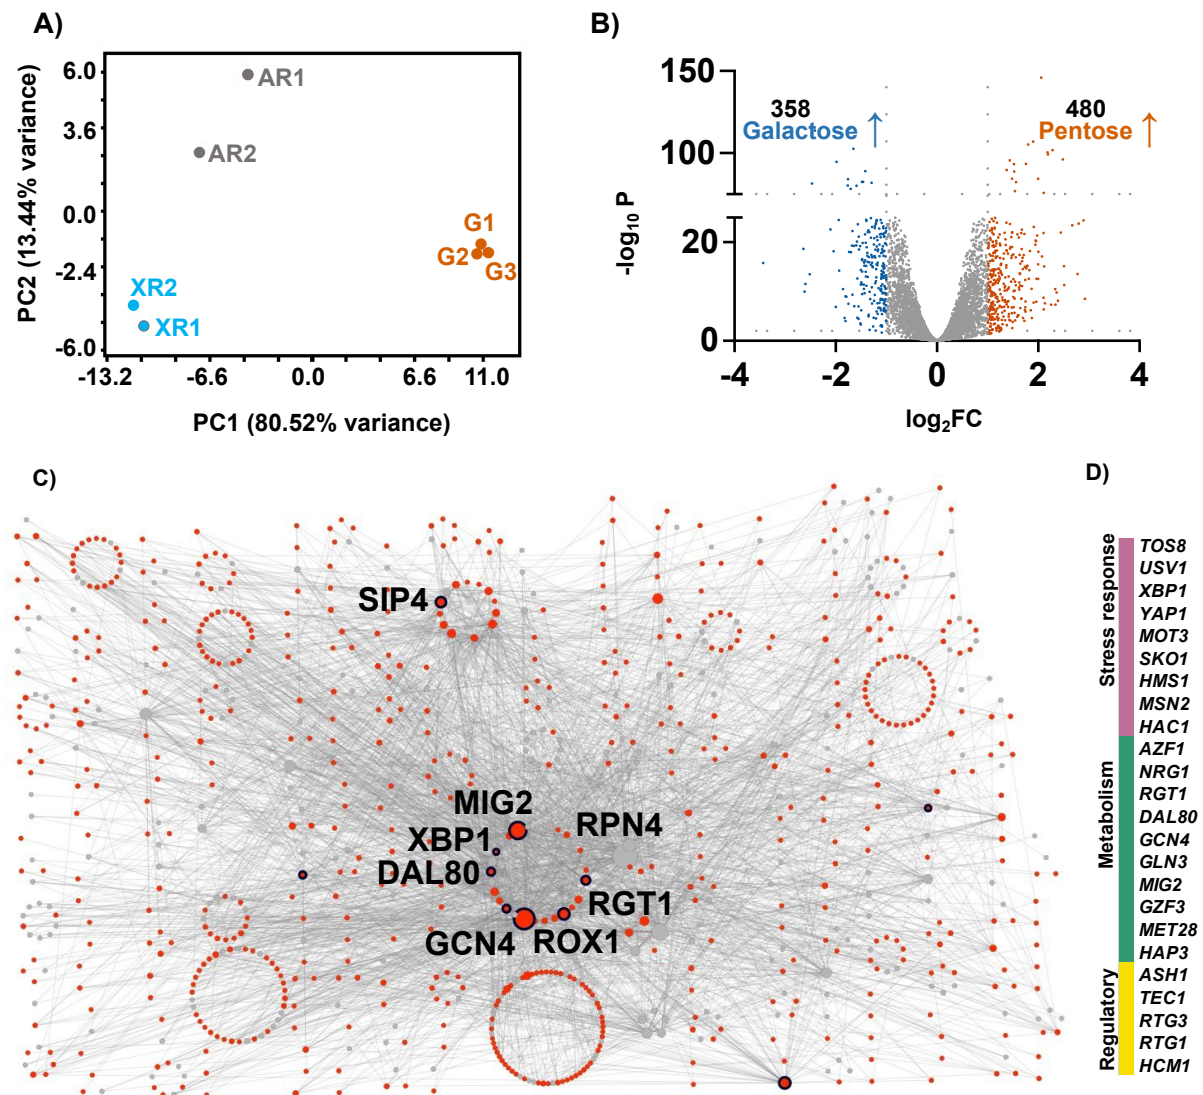 A)
PC2 (13.44% variance)
6.0
3.6
0.0
-2.4
-6.0
AR1
AR2
G1
G2
G3
XR2
XR1
-13.2
-6.6
0.0
6.6
11.0
PC1 (80.52% variance)
B)
-log10 P
150
100
20
0
358
Galactose ↑
480
Pentose ↑
-4
-2
0
2
4
log2FC
C)
SIP4
MIG2
XBP1
RPN4
DAL80
RGT1
GCN4
ROX1
D)
Stress response
TOS8
USV1
XBP1
YAP1
MOT3
SKO1
HMS1
MSN2
HAC1
Metabolism
AZF1
NRG1
RGT1
DAL80
GCN4
GLN3
MIG2
GZF3
MET28
HAP3
Regulatory
ASH1
TEC1
RTG3
RTG1
HCM1